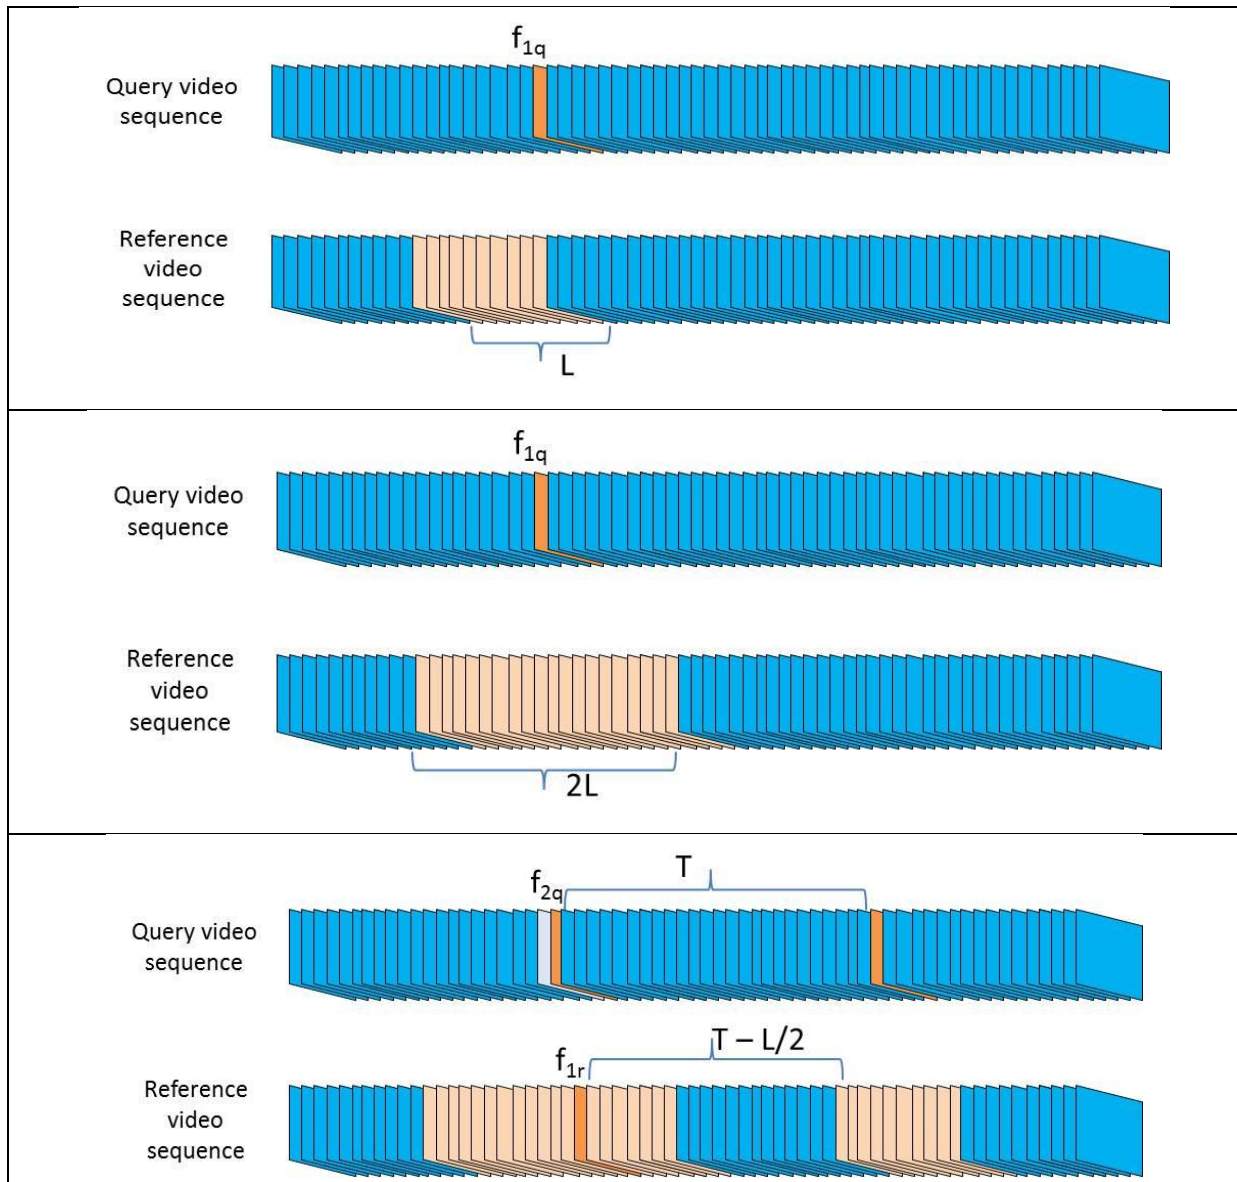 f1q
Query video
sequence
Reference
video
sequence
L
f1q
Query video
sequence
Reference
video
sequence
2L
T
f2q
Query video
sequence
T – L/2
f1r
Reference
video
sequence